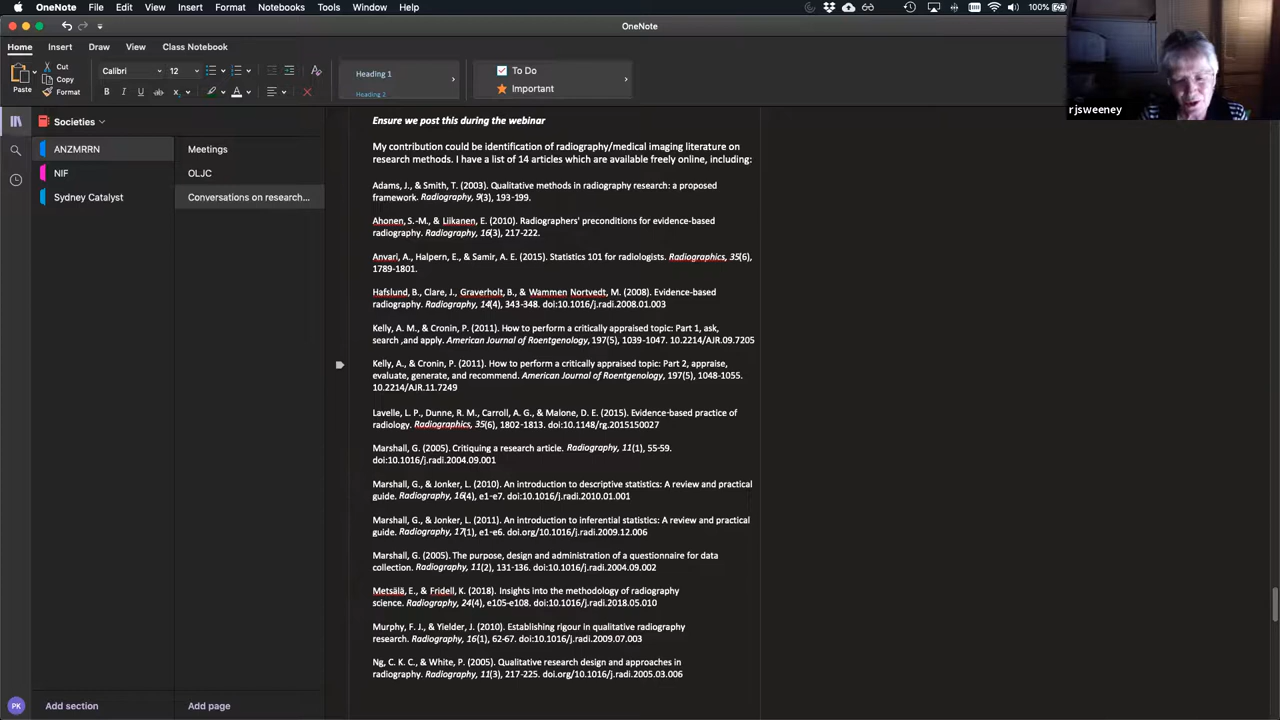 OneNote File Edit View Insert Format Notebooks Tools Window Help 100%
OneNote
Home Insert Draw View Class Notebook
Paste Cut Copy Format
Calibri 12
B I U ab x A
Heading 1
Heading 2
To Do
Important
rjsweeney
Societies
ANZMRRN
NIF
Sydney Catalyst
Meetings
OLJC
Conversations on research...
Ensure we post this during the webinar
My contribution could be identification of radiography/medical imaging literature on
research methods. I have a list of 14 articles which are available freely online, including:
Adams, J., & Smith, T. (2003). Qualitative methods in radiography research: a proposed
framework. Radiography, 9(3), 193-199.
Ahonen, S.-M., & Liikanen, E. (2010). Radiographers' preconditions for evidence-based
radiography. Radiography, 16(3), 217-222.
Anvari, A., Halpern, E., & Samir, A. E. (2015). Statistics 101 for radiologists. Radiographics, 35(6),
1789-1801.
Hafslund, B., Clare, J., Graverholt, B., & Wammen Nortvedt, M. (2008). Evidence-based
radiography. Radiography, 14(4), 343-348. doi:10.1016/j.radi.2008.01.003
Kelly, A. M., & Cronin, P. (2011). How to perform a critically appraised topic: Part 1, ask,
search ,and apply. American Journal of Roentgenology, 197(5), 1039-1047. 10.2214/AJR.09.7205
Kelly, A., & Cronin, P. (2011). How to perform a critically appraised topic: Part 2, appraise,
evaluate, generate, and recommend. American Journal of Roentgenology, 197(5), 1048-1055.
10.2214/AJR.11.7249
Lavelle, L. P., Dunne, R. M., Carroll, A. G., & Malone, D. E. (2015). Evidence-based practice of
radiology. Radiographics, 35(6), 1802-1813. doi:10.1148/rg.2015150027
Marshall, G. (2005). Critiquing a research article. Radiography, 11(1), 55-59.
doi:10.1016/j.radi.2004.09.001
Marshall, G., & Jonker, L. (2010). An introduction to descriptive statistics: A review and practical
guide. Radiography, 16(4), e1-e7. doi:10.1016/j.radi.2010.01.001
Marshall, G., & Jonker, L. (2011). An introduction to inferential statistics: A review and practical
guide. Radiography, 17(1), e1-e6. doi.org/10.1016/j.radi.2009.12.006
Marshall, G. (2005). The purpose, design and administration of a questionnaire for data
collection. Radiography, 11(2), 131-136. doi:10.1016/j.radi.2004.09.002
Metsälä, E., & Fridell, K. (2018). Insights into the methodology of radiography
science. Radiography, 24(4), e105-e108. doi:10.1016/j.radi.2018.05.010
Murphy, F. J., & Yielder, J. (2010). Establishing rigour in qualitative radiography
research. Radiography, 16(1), 62-67. doi:10.1016/j.radi.2009.07.003
Ng, C. K. C., & White, P. (2005). Qualitative research design and approaches in
radiography. Radiography, 11(3), 217-225. doi.org/10.1016/j.radi.2005.03.006
PK
Add section
Add page